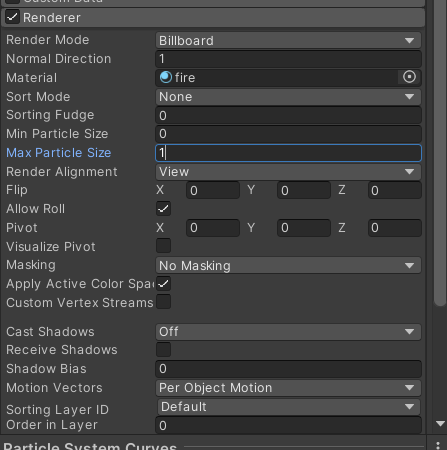 Renderer
Render Mode Billboard
Normal Direction 1
Material fire
Sort Mode None
Sorting Fudge 0
Min Particle Size 0
Max Particle Size 1
Render Alignment View
Flip X 0 Y 0 Z 0
Allow Roll
Pivot X 0 Y 0 Z 0
Visualize Pivot
Masking No Masking
Apply Active Color Spac
Custom Vertex Streams
Cast Shadows Off
Receive Shadows
Shadow Bias 0
Motion Vectors Per Object Motion
Sorting Layer ID Default
Order in Layer 0
Particle System Curves